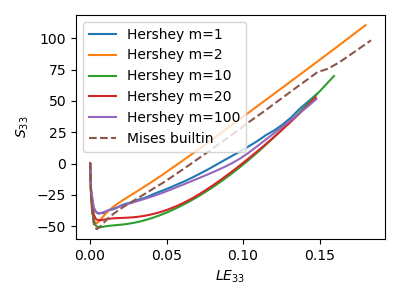 Hershey m=1
Hershey m=2
Hershey m=10
Hershey m=20
Hershey m=100
Mises builtin
100
75
50
25
0
−25
−50
S₃₃
0.00
0.05
0.10
0.15
LE₃₃